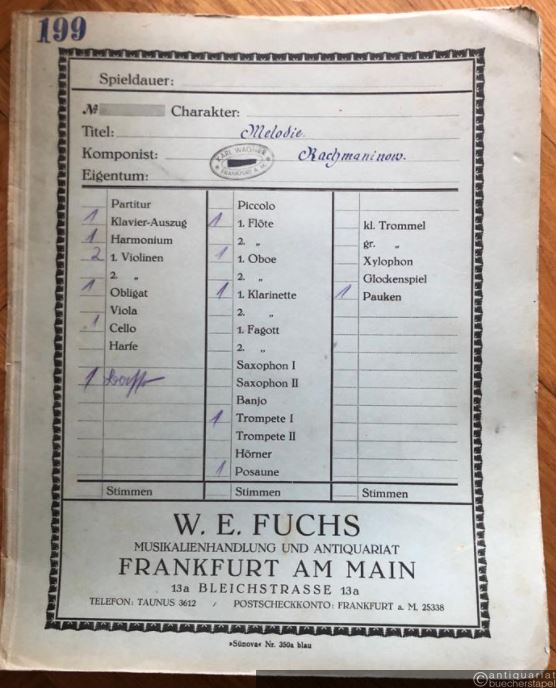 199
Spieldauer:
№ Charakter:
Titel: Melodie.
Komponist: Rachmaninow.
KARL WAGNER
FRANKFURT A. M.
Eigentum:
Partitur
1 Klavier-Auszug
1 Harmonium
2 1. Violinen
2. „
1 Obligat
Viola
1 Cello
Harfe
1
Stimmen
Piccolo
1 1. Flöte
2. „
1 1. Oboe
2. „
1 1. Klarinette
2. „
1. Fagott
2. „
Saxophon I
Saxophon II
Banjo
1 Trompete I
Trompete II
Hörner
1 Posaune
Stimmen
kl. Trommel
gr. „
Xylophon
Glockenspiel
1 Pauken
Stimmen
W. E. FUCHS
MUSIKALIENHANDLUNG UND ANTIQUARIAT
FRANKFURT AM MAIN
13a BLEICHSTRASSE 13a
TELEFON: TAUNUS 3612 / POSTSCHECKKONTO: FRANKFURT a. M. 25338
»Sünova« Nr. 350a blau
antiquariat
buecherstapel